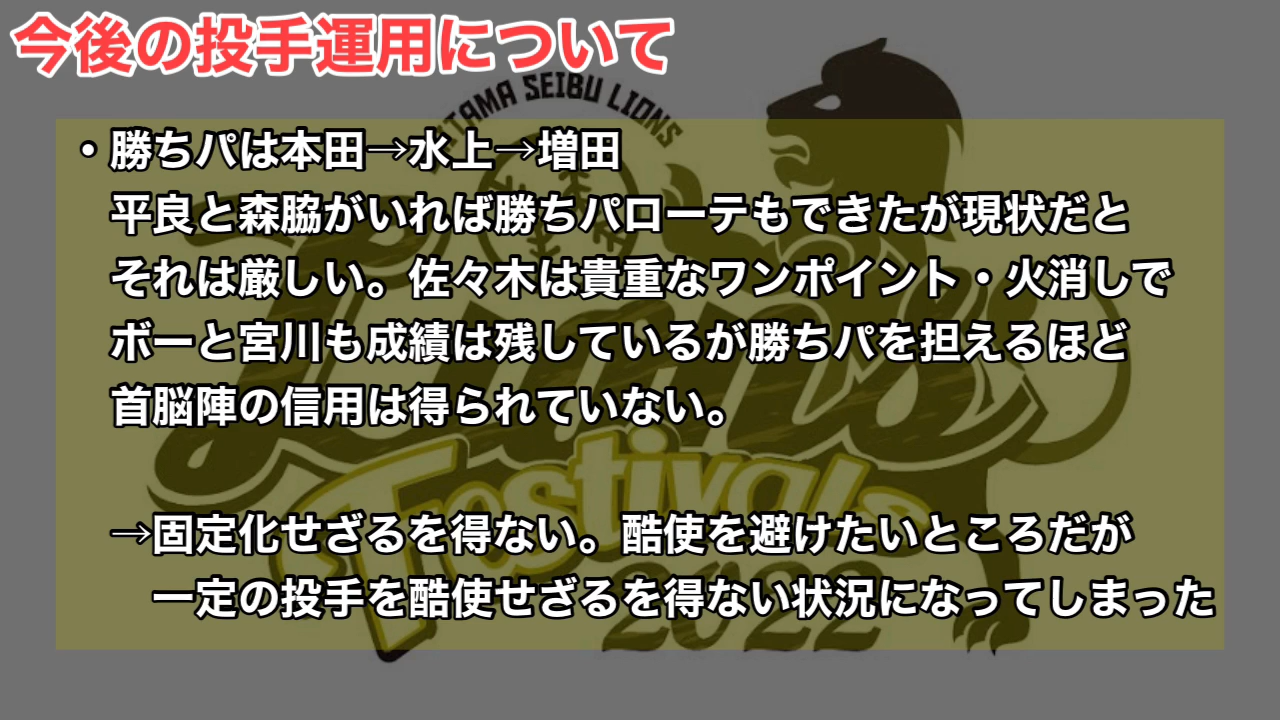 今後の投手運用について
SAITAMA SEIBU LIONS
・勝ちパは本田→水上→増田
平良と森脇がいれば勝ちパローテもできたが現状だと
それは厳しい。佐々木は貴重なワンポイント・火消しで
ボーと宮川も成績は残しているが勝ちパを担えるほど
首脳陣の信用は得られていない。
→固定化せざるを得ない。酷使を避けたいところだが
一定の投手を酷使せざるを得ない状況になってしまった
Lions
Festivals
2022